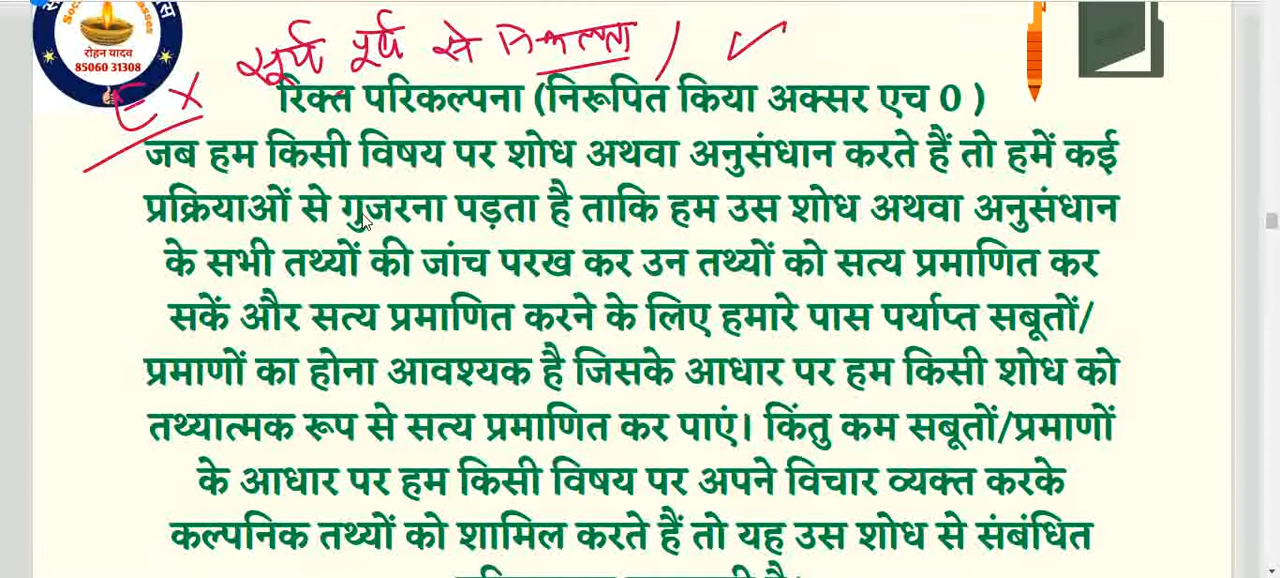 रोहन यादव
85066 31308
Ex सूर्य पूर्व से निकलता
रिक्त परिकल्पना (निरूपित किया अक्सर एच 0 )
जब हम किसी विषय पर शोध अथवा अनुसंधान करते हैं तो हमें कई
प्रक्रियाओं से गुजरना पड़ता है ताकि हम उस शोध अथवा अनुसंधान
के सभी तथ्यों की जांच परख कर उन तथ्यों को सत्य प्रमाणित कर
सकें और सत्य प्रमाणित करने के लिए हमारे पास पर्याप्त सबूतों/
प्रमाणों का होना आवश्यक है जिसके आधार पर हम किसी शोध को
तथ्यात्मक रूप से सत्य प्रमाणित कर पाएं। किंतु कम सबूतों/प्रमाणों
के आधार पर हम किसी विषय पर अपने विचार व्यक्त करके
कल्पनिक तथ्यों को शामिल करते हैं तो यह उस शोध से संबंधित